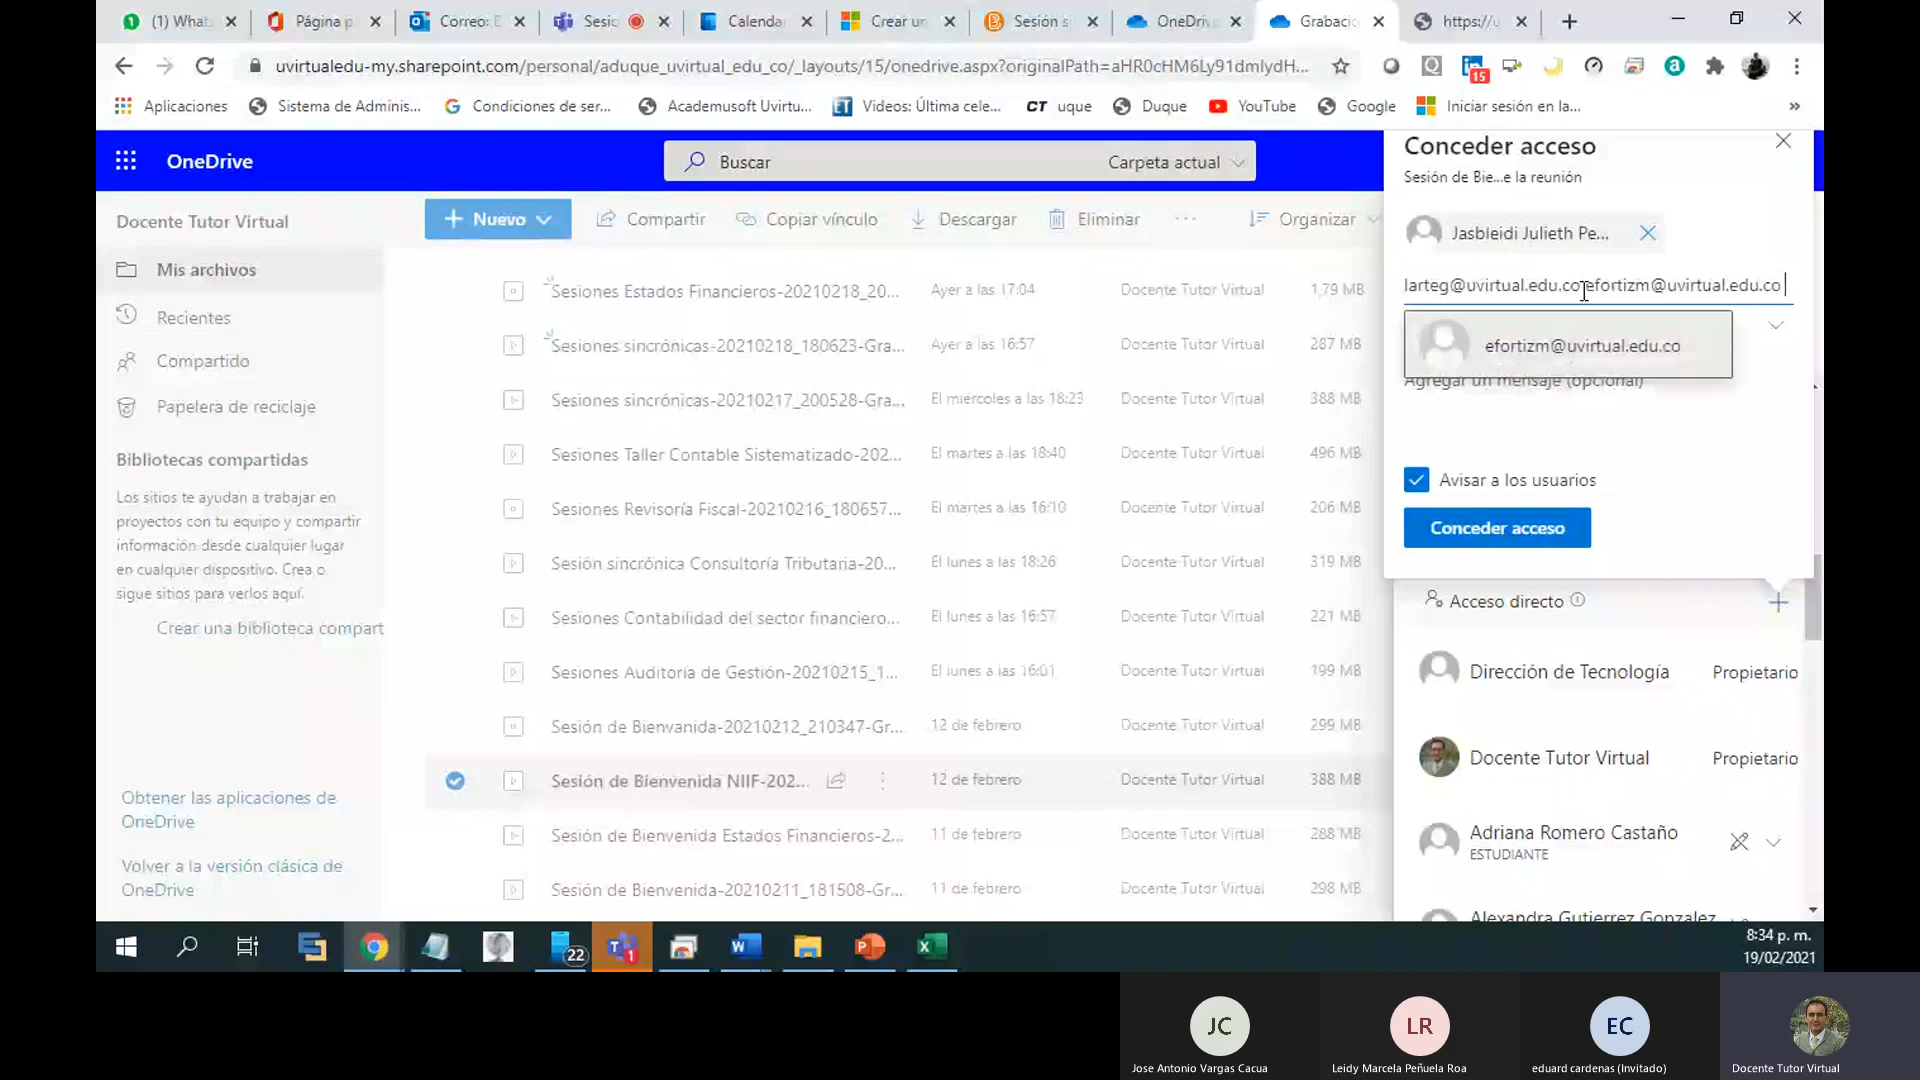 (1) What
Página p
Correo: E
Sesio
Calenda
Crear un
Sesión s
OneDriv
Grabacio
https://u
uvirtualedu-my.sharepoint.com/personal/aduque_uvirtual_edu_co/_layouts/15/onedrive.aspx?originalPath=aHR0cHM6Ly91dmlydH...
15
Aplicaciones
Sistema de Adminis...
Condiciones de ser...
Academusoft Uvirtu...
Videos: Última cele...
CT uque
Duque
YouTube
Google
Iniciar sesión en la...
»
OneDrive
Buscar
Carpeta actual
Conceder acceso
Sesión de Bie...e la reunión
Docente Tutor Virtual
Nuevo
Compartir
Copiar vínculo
Descargar
Eliminar
Organizar
Jasbleidi Julieth Pe...
larteg@uvirtual.edu.co efortizm@uvirtual.edu.co
efortizm@uvirtual.edu.co
Agregar un mensaje (opcional)
Avisar a los usuarios
Conceder acceso
Mis archivos
Recientes
Compartido
Papelera de reciclaje
Bibliotecas compartidas
Los sitios te ayudan a trabajar en
proyectos con tu equipo y compartir
información desde cualquier lugar
en cualquier dispositivo. Crea o
sigue sitios para verlos aquí.
Crear una biblioteca compart
Obtener las aplicaciones de
OneDrive
Volver a la versión clásica de
OneDrive
Sesiones Estados Financieros-20210218_20... Ayer a las 17:04 Docente Tutor Virtual 1,79 MB
Sesiones sincrónicas-20210218_180623-Gra... Ayer a las 16:57 Docente Tutor Virtual 287 MB
Sesiones sincrónicas-20210217_200528-Gra... El miércoles a las 18:23 Docente Tutor Virtual 388 MB
Sesiones Taller Contable Sistematizado-202... El martes a las 18:40 Docente Tutor Virtual 496 MB
Sesiones Revisoría Fiscal-20210216_180657... El martes a las 16:10 Docente Tutor Virtual 206 MB
Sesión sincrónica Consultoría Tributaria-20... El lunes a las 18:26 Docente Tutor Virtual 319 MB
Sesiones Contabilidad del sector financiero... El lunes a las 16:57 Docente Tutor Virtual 221 MB
Sesiones Auditoría de Gestión-20210215_1... El lunes a las 16:01 Docente Tutor Virtual 199 MB
Sesión de Bienvanida-20210212_210347-Gr... 12 de febrero Docente Tutor Virtual 299 MB
Sesión de Bienvenida NIIF-202... 12 de febrero Docente Tutor Virtual 388 MB
Sesión de Bienvenida Estados Financieros-2... 11 de febrero Docente Tutor Virtual 288 MB
Sesión de Bienvenida-20210211_181508-Gr... 11 de febrero Docente Tutor Virtual 298 MB
Acceso directo
Dirección de Tecnología Propietario
Docente Tutor Virtual Propietario
Adriana Romero Castaño
ESTUDIANTE
Alexandra Gutierrez Gonzalez
22
1
8:34 p. m.
19/02/2021
JC
LR
EC
Jose Antonio Vargas Cacua
Leidy Marcela Peñuela Roa
eduard cardenas (Invitado)
Docente Tutor Virtual